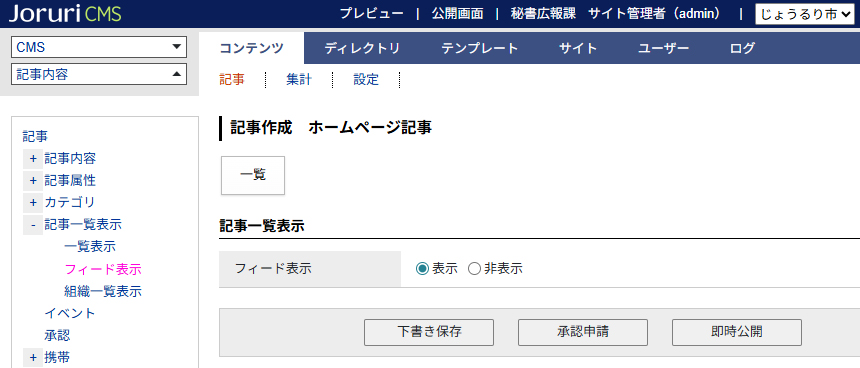 Joruri CMS
プレビュー | 公開画面 | 秘書広報課 サイト管理者（admin） | じょうるり市
CMS
記事内容
コンテンツ ディレクトリ テンプレート サイト ユーザー ログ
記事 集計 設定
記事
+ 記事内容
+ 記事属性
+ カテゴリ
- 記事一覧表示
一覧表示
フィード表示
組織一覧表示
イベント
承認
+ 携帯
記事作成　ホームページ記事
一覧
記事一覧表示
フィード表示 表示 非表示
下書き保存 承認申請 即時公開